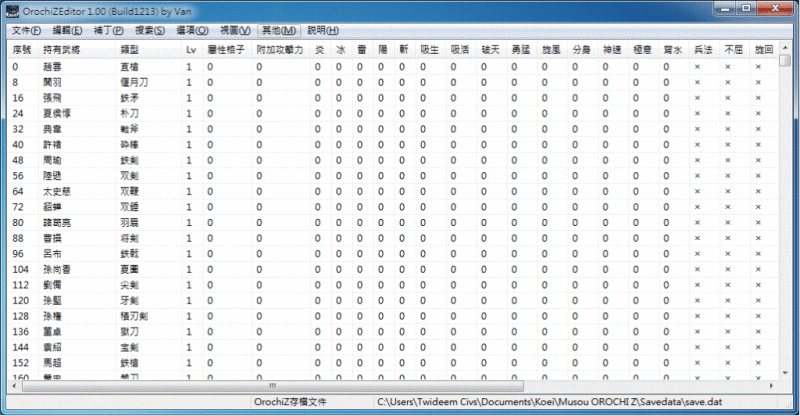 OrochiZEditor 1.00 (Build1213) by Van
文件(F) 編輯(E) 補丁(P) 搜索(S) 選項(O) 視圖(V) 其他(M) 説明(H)
序號 持有武將 類型 Lv 屬性格子 附加攻擊力 炎 冰 雷 陽 斬 吸生 吸活 破天 勇猛 旋風 分身 神速 極意 背水 兵法 不屈 旋回
0 趙雲 直槍 1 0 0 0 0 0 0 0 0 0 0 0 0 0 0 0 0 × × ×
8 關羽 偃月刀 1 0 0 0 0 0 0 0 0 0 0 0 0 0 0 0 0 × × ×
16 張飛 鉄矛 1 0 0 0 0 0 0 0 0 0 0 0 0 0 0 0 0 × × ×
24 夏侯惇 朴刀 1 0 0 0 0 0 0 0 0 0 0 0 0 0 0 0 0 × × ×
32 典韋 戦斧 1 0 0 0 0 0 0 0 0 0 0 0 0 0 0 0 0 × × ×
40 許褚 砕棒 1 0 0 0 0 0 0 0 0 0 0 0 0 0 0 0 0 × × ×
48 周瑜 鉄剣 1 0 0 0 0 0 0 0 0 0 0 0 0 0 0 0 0 × × ×
56 陸遜 双剣 1 0 0 0 0 0 0 0 0 0 0 0 0 0 0 0 0 × × ×
64 太史慈 双鞭 1 0 0 0 0 0 0 0 0 0 0 0 0 0 0 0 0 × × ×
72 貂蟬 双錘 1 0 0 0 0 0 0 0 0 0 0 0 0 0 0 0 0 × × ×
80 諸葛亮 羽扇 1 0 0 0 0 0 0 0 0 0 0 0 0 0 0 0 0 × × ×
88 曹操 将剣 1 0 0 0 0 0 0 0 0 0 0 0 0 0 0 0 0 × × ×
96 呂布 鉄戟 1 0 0 0 0 0 0 0 0 0 0 0 0 0 0 0 0 × × ×
104 孫尚香 夏圏 1 0 0 0 0 0 0 0 0 0 0 0 0 0 0 0 0 × × ×
112 劉備 尖剣 1 0 0 0 0 0 0 0 0 0 0 0 0 0 0 0 0 × × ×
120 孫堅 牙剣 1 0 0 0 0 0 0 0 0 0 0 0 0 0 0 0 0 × × ×
128 孫權 積刃剣 1 0 0 0 0 0 0 0 0 0 0 0 0 0 0 0 0 × × ×
136 董卓 獄刀 1 0 0 0 0 0 0 0 0 0 0 0 0 0 0 0 0 × × ×
144 袁紹 宝剣 1 0 0 0 0 0 0 0 0 0 0 0 0 0 0 0 0 × × ×
152 馬超 鉄槍 1 0 0 0 0 0 0 0 0 0 0 0 0 0 0 0 0 × × ×
160
OrochiZ存檔文件 C:\Users\Twideem Civs\Documents\Koei\Musou OROCHI Z\Savedata\save.dat